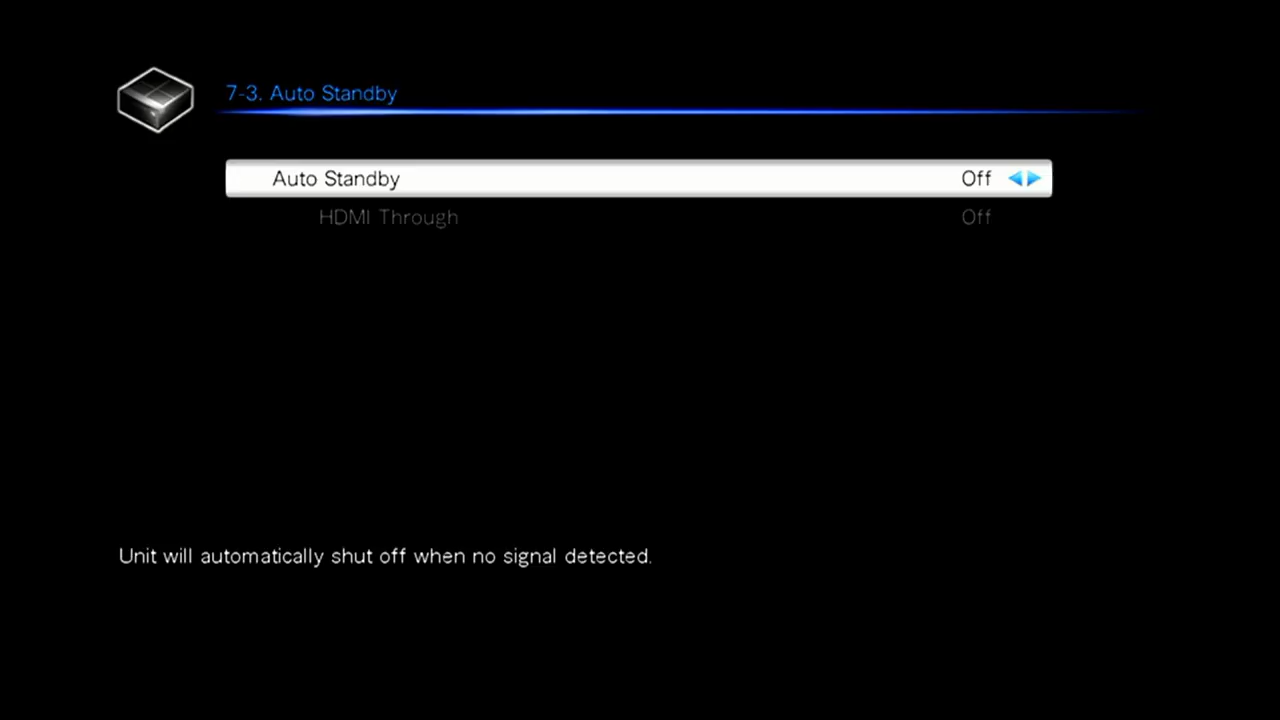 7-3. Auto Standby
Auto Standby Off
HDMI Through Off
Unit will automatically shut off when no signal detected.